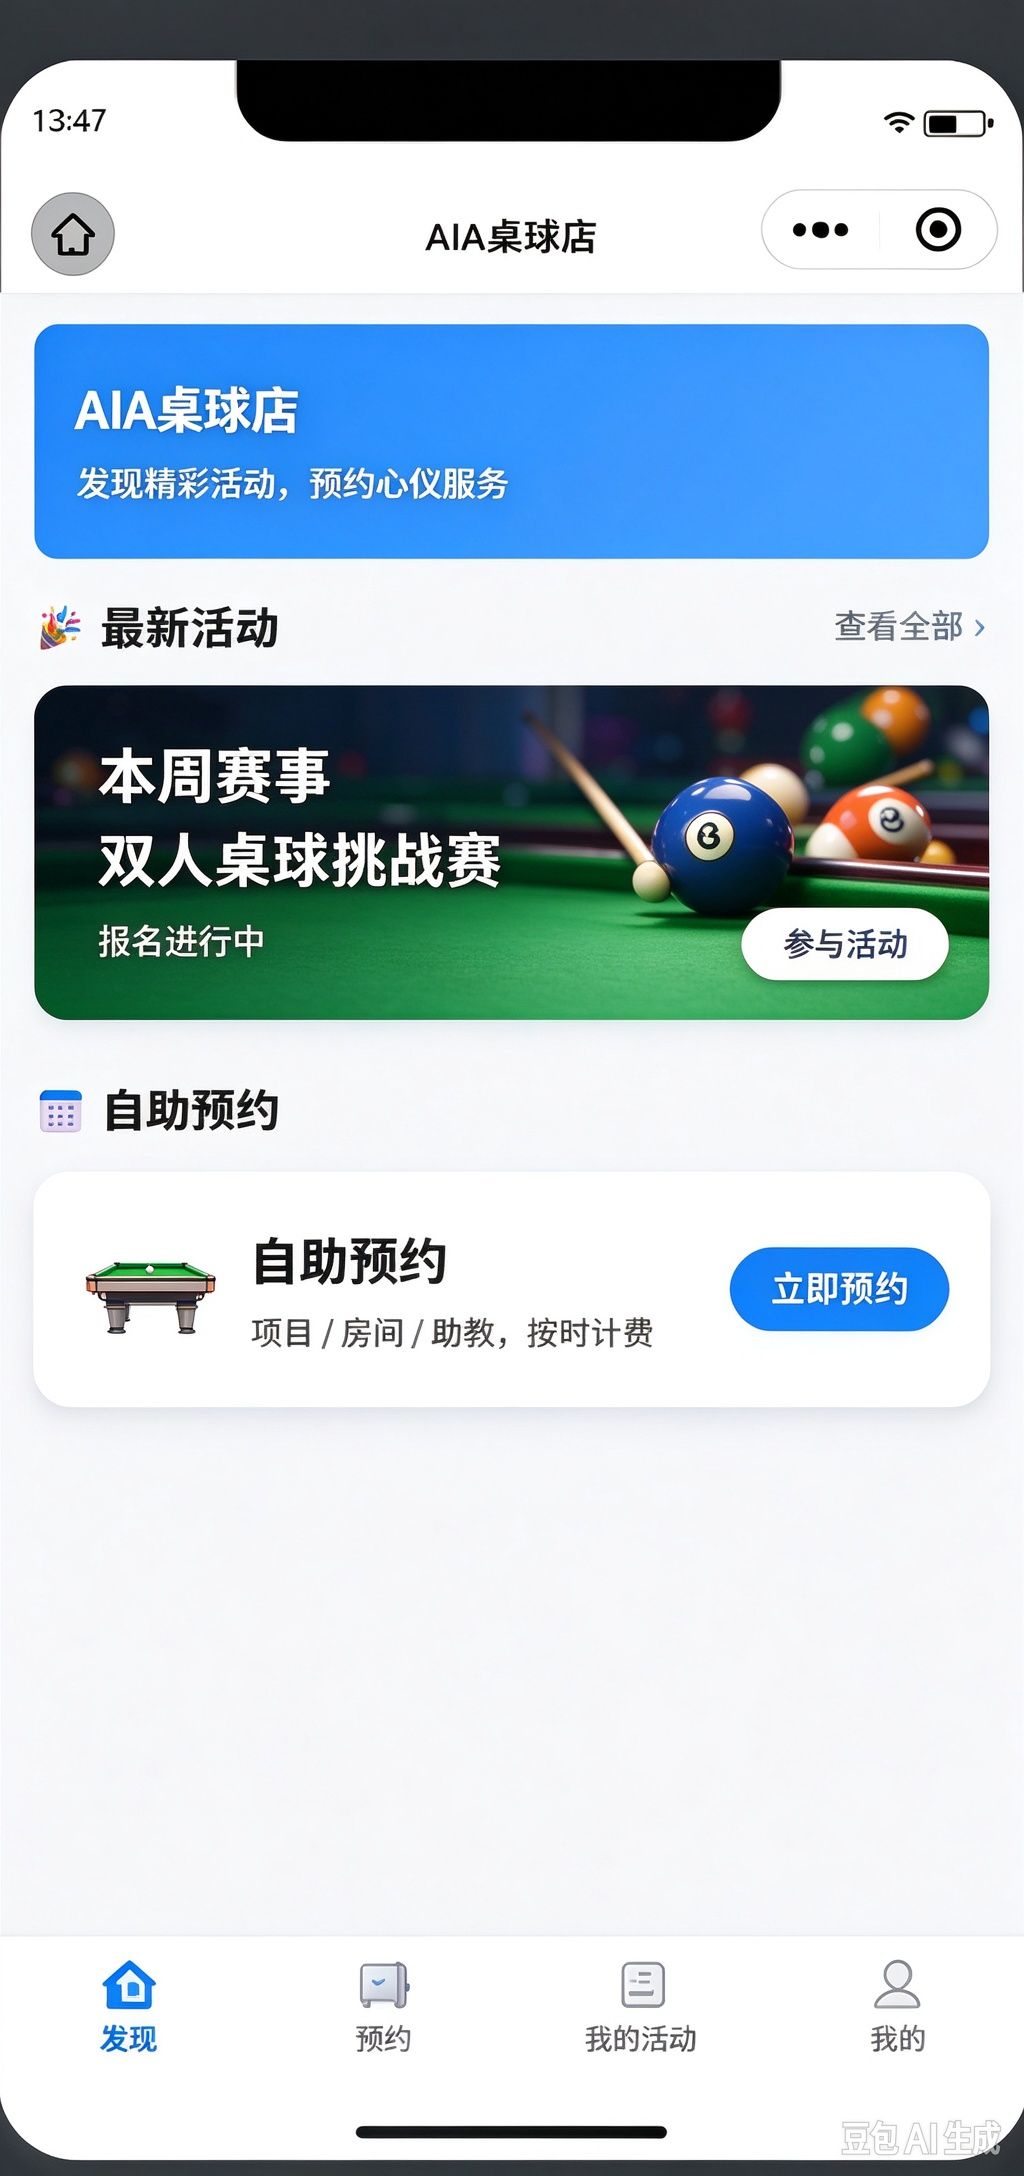 13:47
AIA桌球店
AIA桌球店
发现精彩活动，预约心仪服务
最新活动
查看全部 ›
本周赛事
双人桌球挑战赛
报名进行中
参与活动
自助预约
自助预约
项目 / 房间 / 助教，按时计费
立即预约
发现
预约
我的活动
我的
豆包AI生成